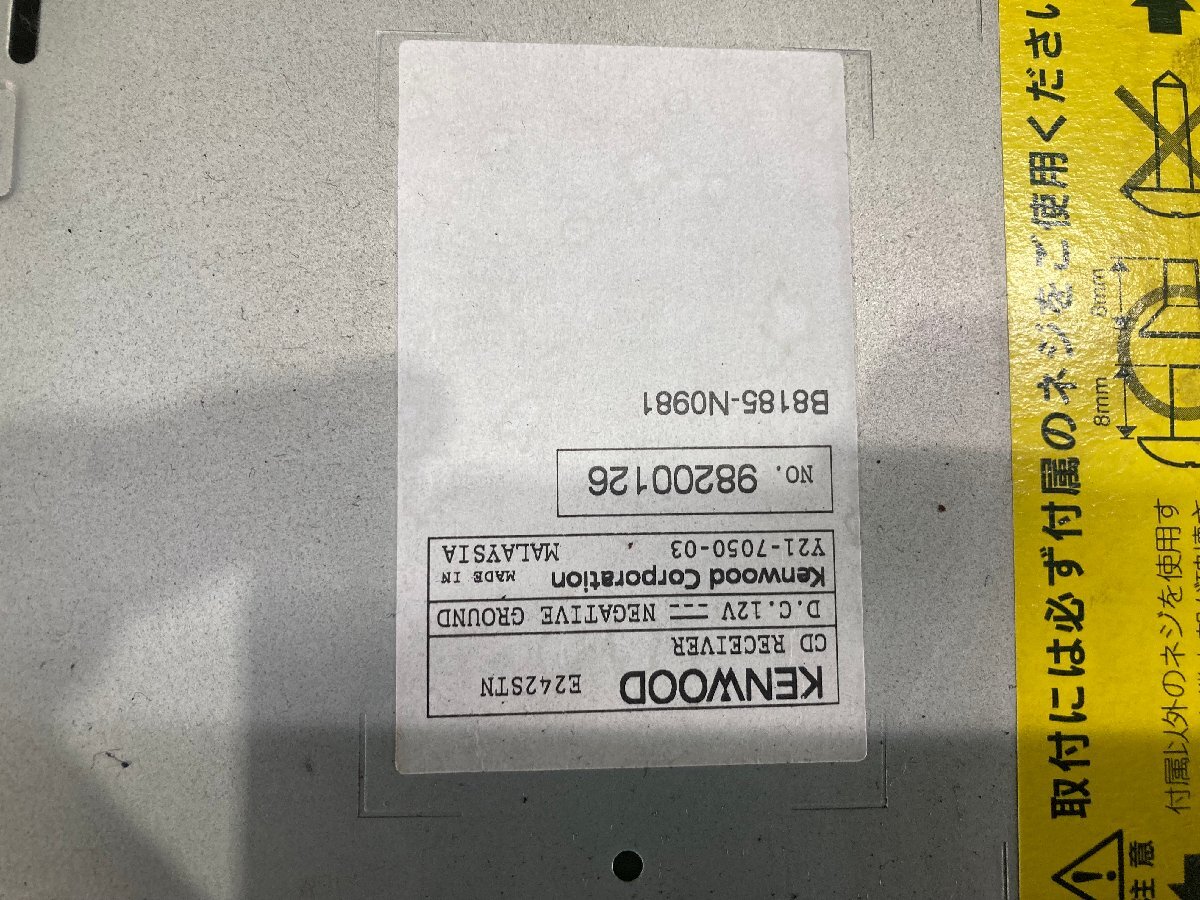 KENWOOD E242STN
CD RECEIVER
D.C.12V NEGATIVE GROUND
Kenwood Corporation MADE IN
Y21-7050-03 MALAYSIA
NO. 98200126
B8185-N0981
注意
取付には必ず付属のネジをご使用ください
付属以外のネジを使用す
8mm
6mm